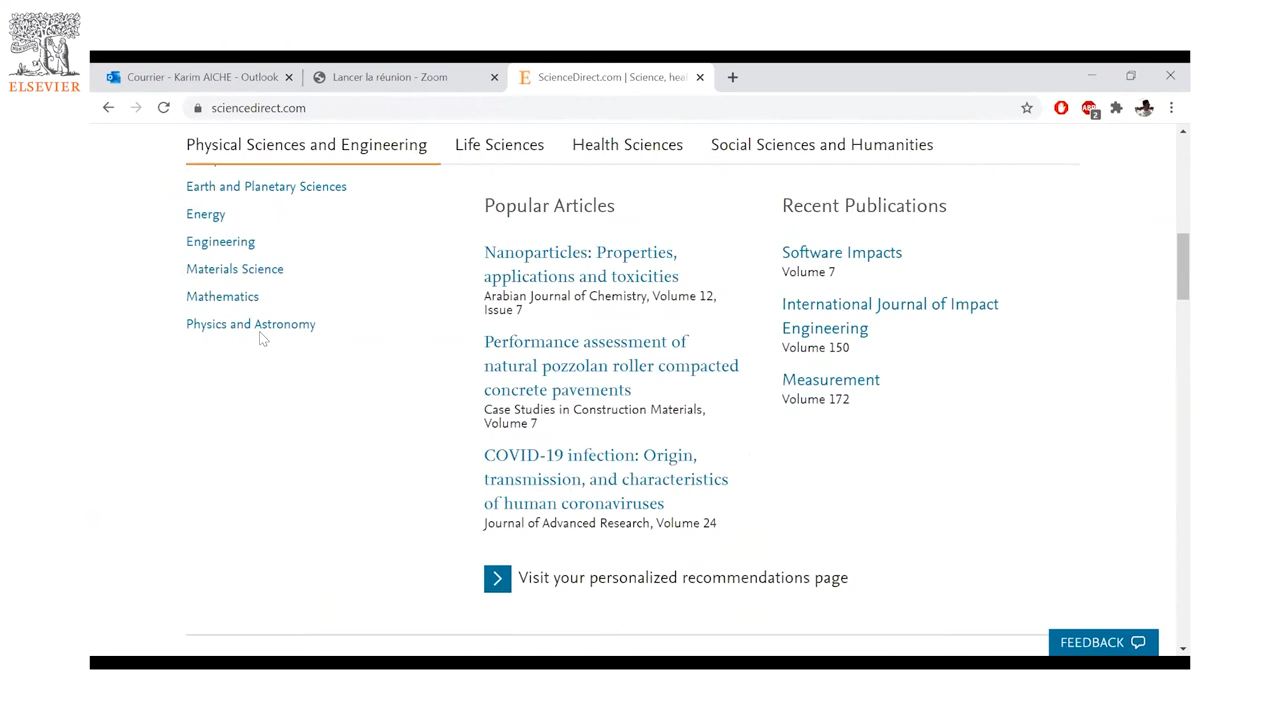 ELSEVIER
Courrier - Karim AICHE - Outlook
Lancer la réunion - Zoom
ScienceDirect.com | Science, heal
sciencedirect.com
2
Physical Sciences and Engineering
Life Sciences
Health Sciences
Social Sciences and Humanities
Earth and Planetary Sciences
Energy
Engineering
Materials Science
Mathematics
Physics and Astronomy
Popular Articles
Nanoparticles: Properties,
applications and toxicities
Arabian Journal of Chemistry, Volume 12,
Issue 7
Performance assessment of
natural pozzolan roller compacted
concrete pavements
Case Studies in Construction Materials,
Volume 7
COVID-19 infection: Origin,
transmission, and characteristics
of human coronaviruses
Journal of Advanced Research, Volume 24
Visit your personalized recommendations page
Recent Publications
Software Impacts
Volume 7
International Journal of Impact
Engineering
Volume 150
Measurement
Volume 172
FEEDBACK